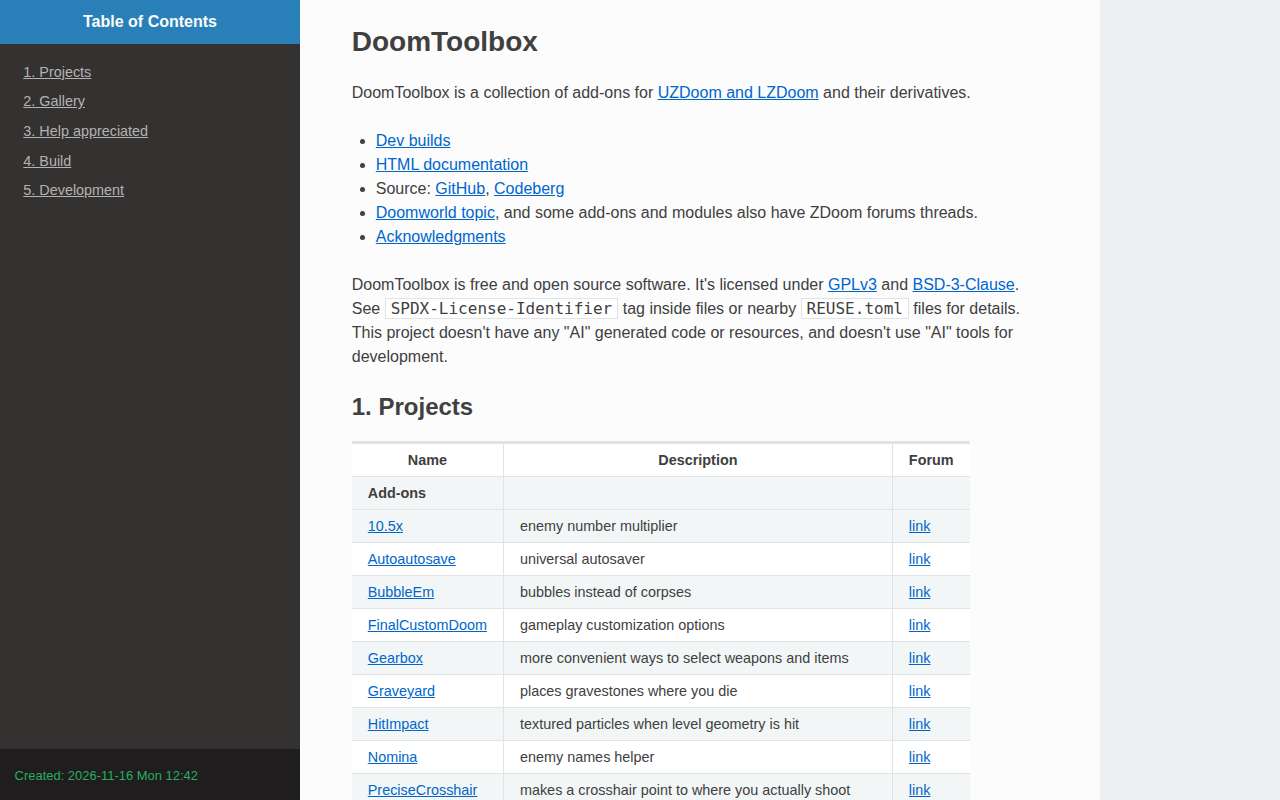 Table of Contents
1. Projects
2. Gallery
3. Help appreciated
4. Build
5. Development
Created: 2026-11-16 Mon 12:42
DoomToolbox
DoomToolbox is a collection of add-ons for UZDoom and LZDoom and their derivatives.
Dev builds
HTML documentation
Source: GitHub, Codeberg
Doomworld topic, and some add-ons and modules also have ZDoom forums threads.
Acknowledgments
DoomToolbox is free and open source software. It's licensed under GPLv3 and BSD-3-Clause.
See SPDX-License-Identifier tag inside files or nearby REUSE.toml files for details.
This project doesn't have any "AI" generated code or resources, and doesn't use "AI" tools for
development.
1. Projects
Name Description Forum
Add-ons
10.5x enemy number multiplier link
Autoautosave universal autosaver link
BubbleEm bubbles instead of corpses link
FinalCustomDoom gameplay customization options link
Gearbox more convenient ways to select weapons and items link
Graveyard places gravestones where you die link
HitImpact textured particles when level geometry is hit link
Nomina enemy names helper link
PreciseCrosshair makes a crosshair point to where you actually shoot link